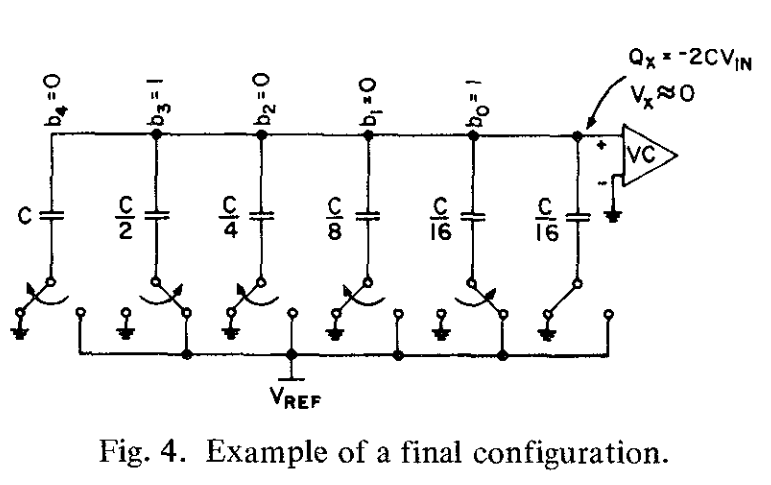 b4=0 b3=1 b2=0 b1=0 b0=1
Qx=-2CVIN
Vx≈0
+
VC
-
C C/2 C/4 C/8 C/16 C/16
VREF
Fig. 4. Example of a final configuration.